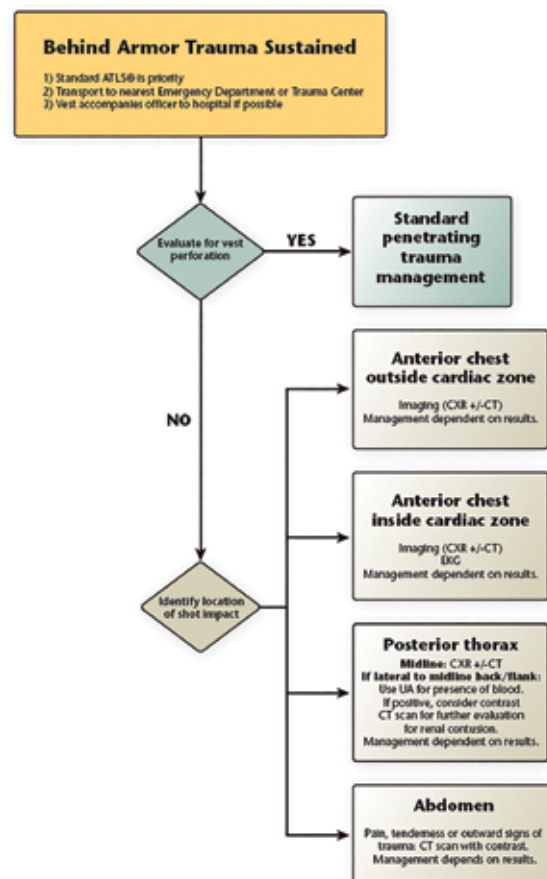 Behind Armor Trauma Sustained
1) Standard ATLS® is priority
2) Transport to nearest Emergency Department or Trauma Center
3) Vest accompanies officer to hospital if possible
Evaluate for vest
perforation
YES
Standard
penetrating
trauma
management
NO
Anterior chest
outside cardiac zone
Imaging (CXR +/-CT)
Management dependent on results.
Anterior chest
inside cardiac zone
Imaging (CXR +/-CT)
EKG
Management dependent on results.
Identify location
of shot impact
Posterior thorax
Midline: CXR +/-CT
If lateral to midline back/flank:
Use UA for presence of blood.
If positive, consider contrast
CT scan for further evaluation
for renal contusion.
Management dependent on results.
Abdomen
Pain, tenderness or outward signs of
trauma: CT scan with contrast.
Management depends on results.